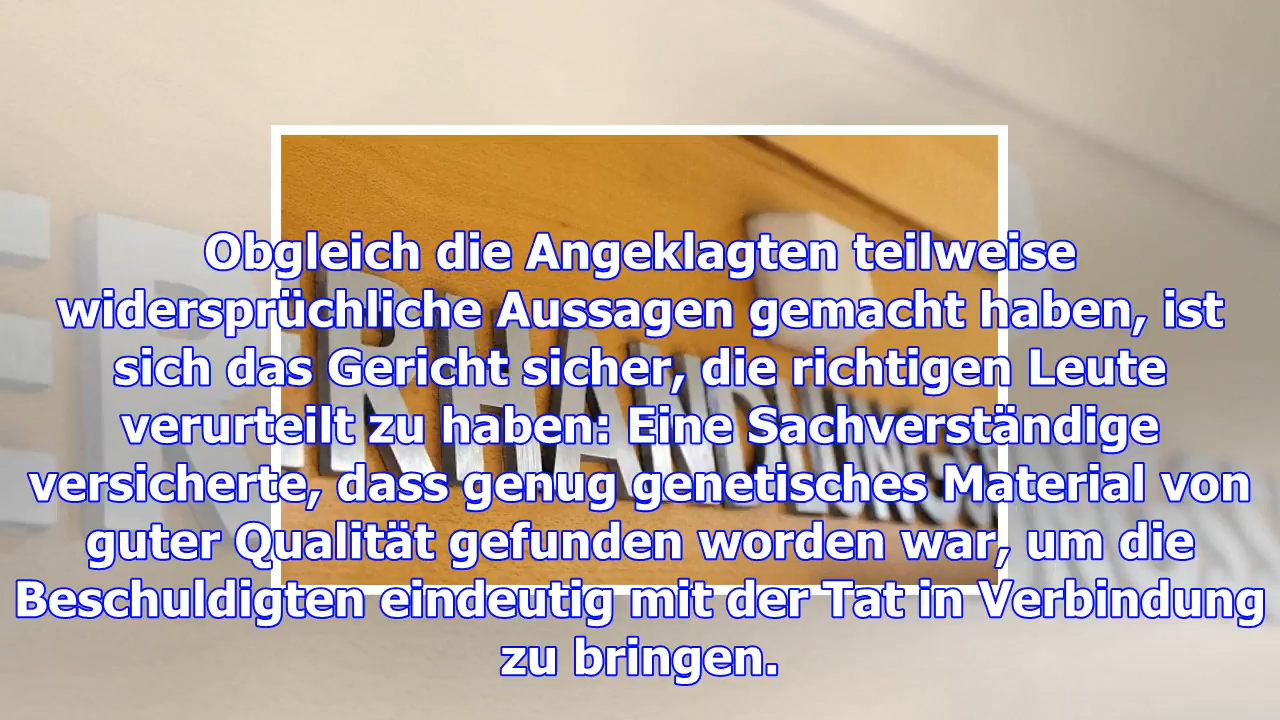 Obgleich die Angeklagten teilweise
widersprüchliche Aussagen gemacht haben, ist
sich das Gericht sicher, die richtigen Leute
verurteilt zu haben: Eine Sachverständige
versicherte, dass genug genetisches Material von
guter Qualität gefunden worden war, um die
Beschuldigten eindeutig mit der Tat in Verbindung
zu bringen.
ERHANDLUNGS